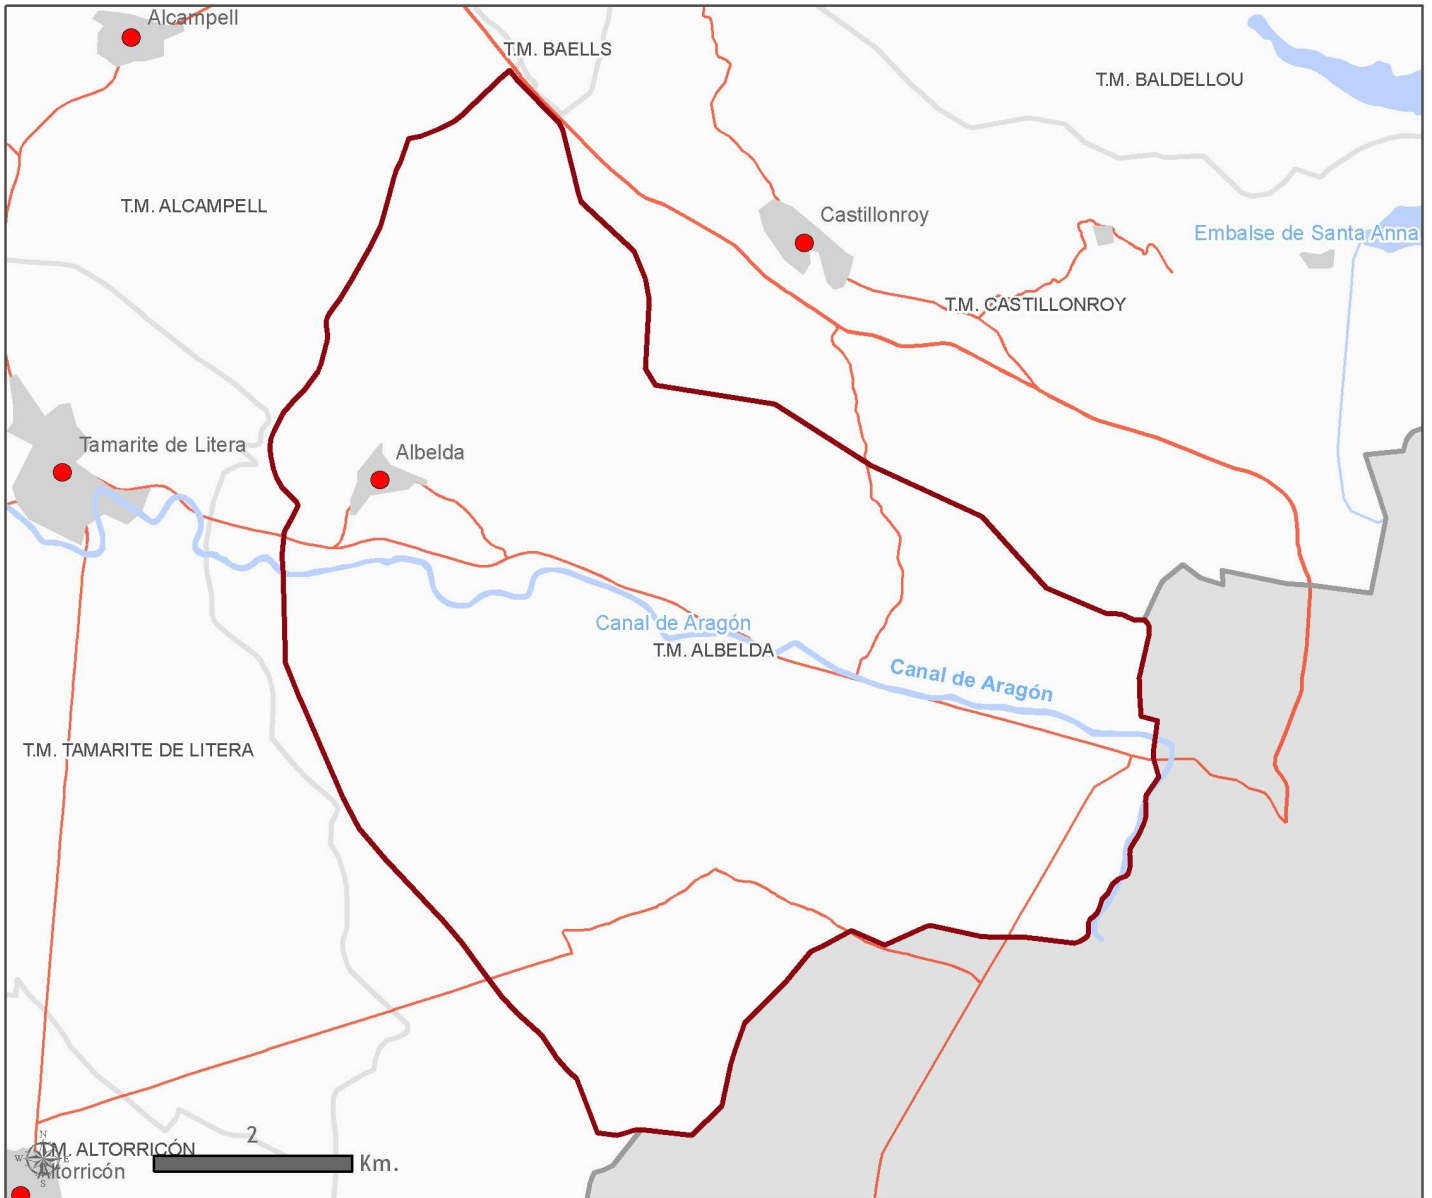 Alcampell
T.M. BAELLS
T.M. BALDELLOU
T.M. ALCAMPELL
Castillonroy
Embalse de Santa Anna
T.M. CASTILLONROY
Tamarite de Litera
Albelda
Canal de Aragón
T.M. ALBELDA
Canal de Aragón
T.M. TAMARITE DE LITERA
2
Km.
N
W E
S
T.M. ALTORRICÓN
Altorricón